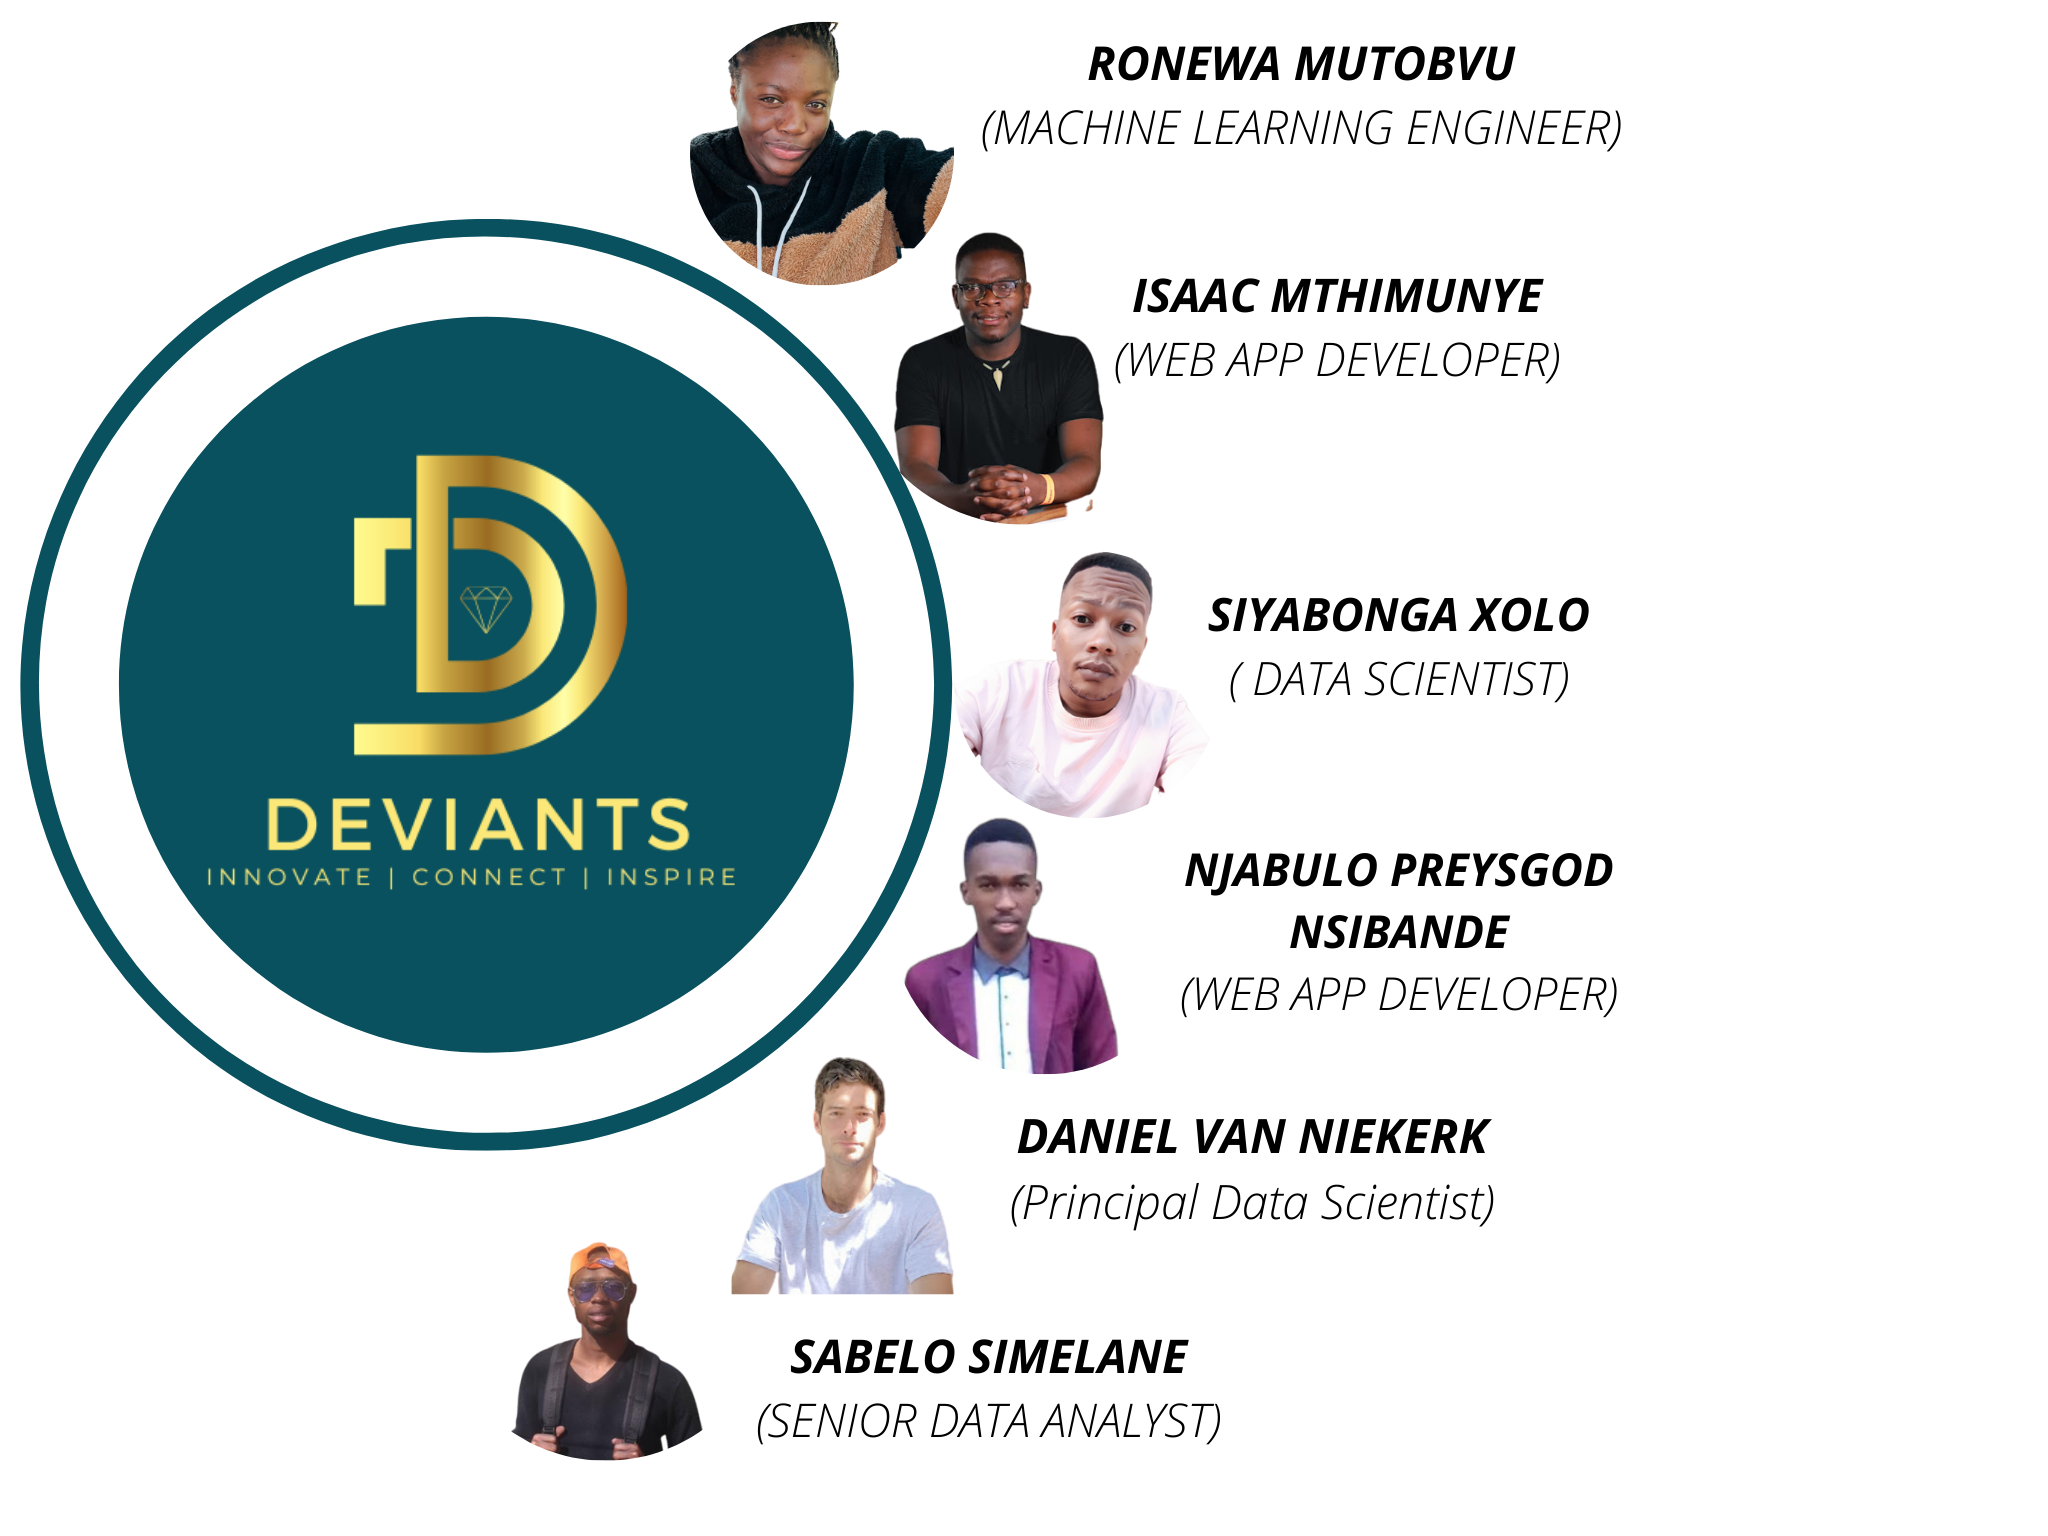 RONEWA MUTOBVU
(MACHINE LEARNING ENGINEER)
ISAAC MTHIMUNYE
(WEB APP DEVELOPER)
SIYABONGA XOLO
( DATA SCIENTIST)
DEVIANTS
INNOVATE | CONNECT | INSPIRE
NJABULO PREYSGOD
NSIBANDE
(WEB APP DEVELOPER)
DANIEL VAN NIEKERK
(Principal Data Scientist)
SABELO SIMELANE
(SENIOR DATA ANALYST)